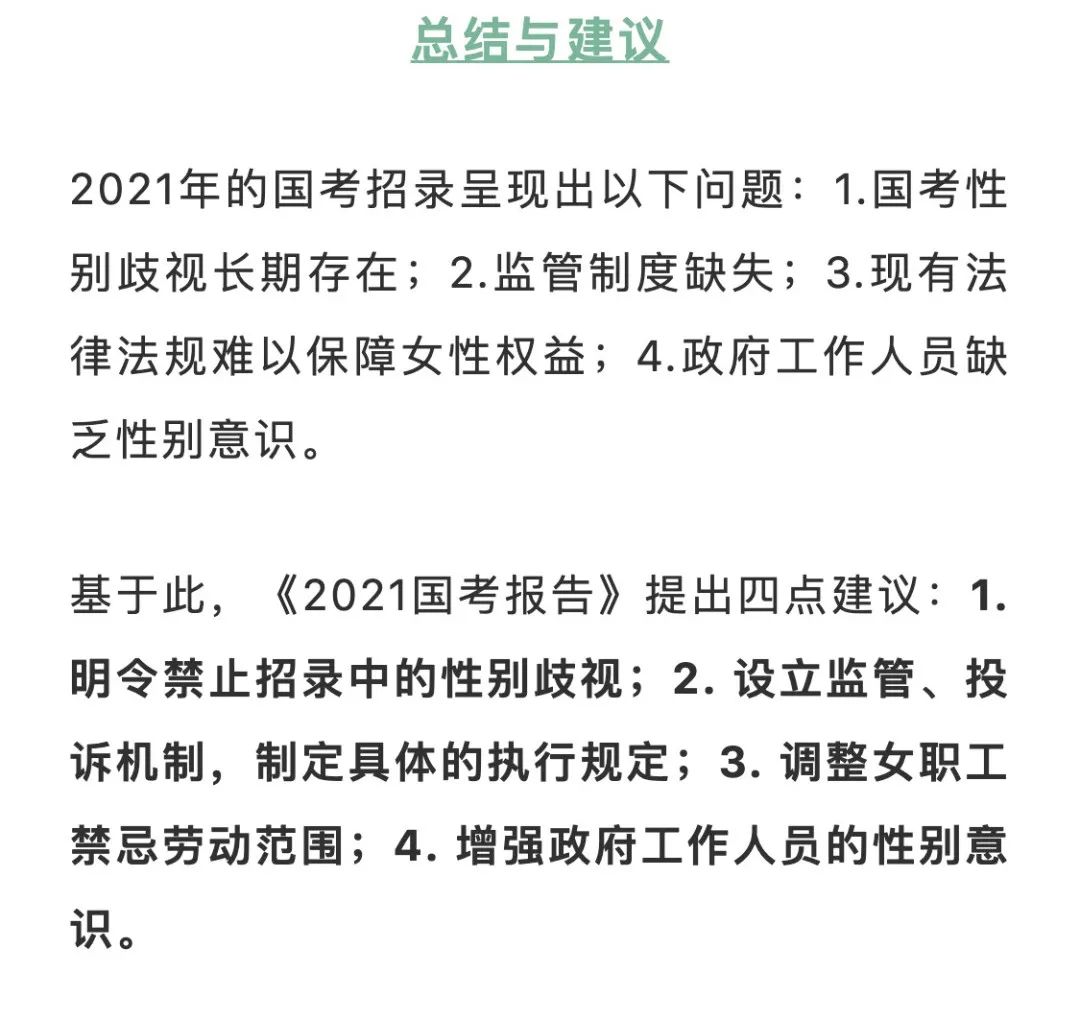 总结与建议
2021年的国考招录呈现出以下问题：1.国考性
别歧视长期存在；2.监管制度缺失；3.现有法
律法规难以保障女性权益；4.政府工作人员缺
乏性别意识。
基于此，《2021国考报告》提出四点建议：1.
明令禁止招录中的性别歧视；2. 设立监管、投
诉机制，制定具体的执行规定；3. 调整女职工
禁忌劳动范围；4. 增强政府工作人员的性别意
识。